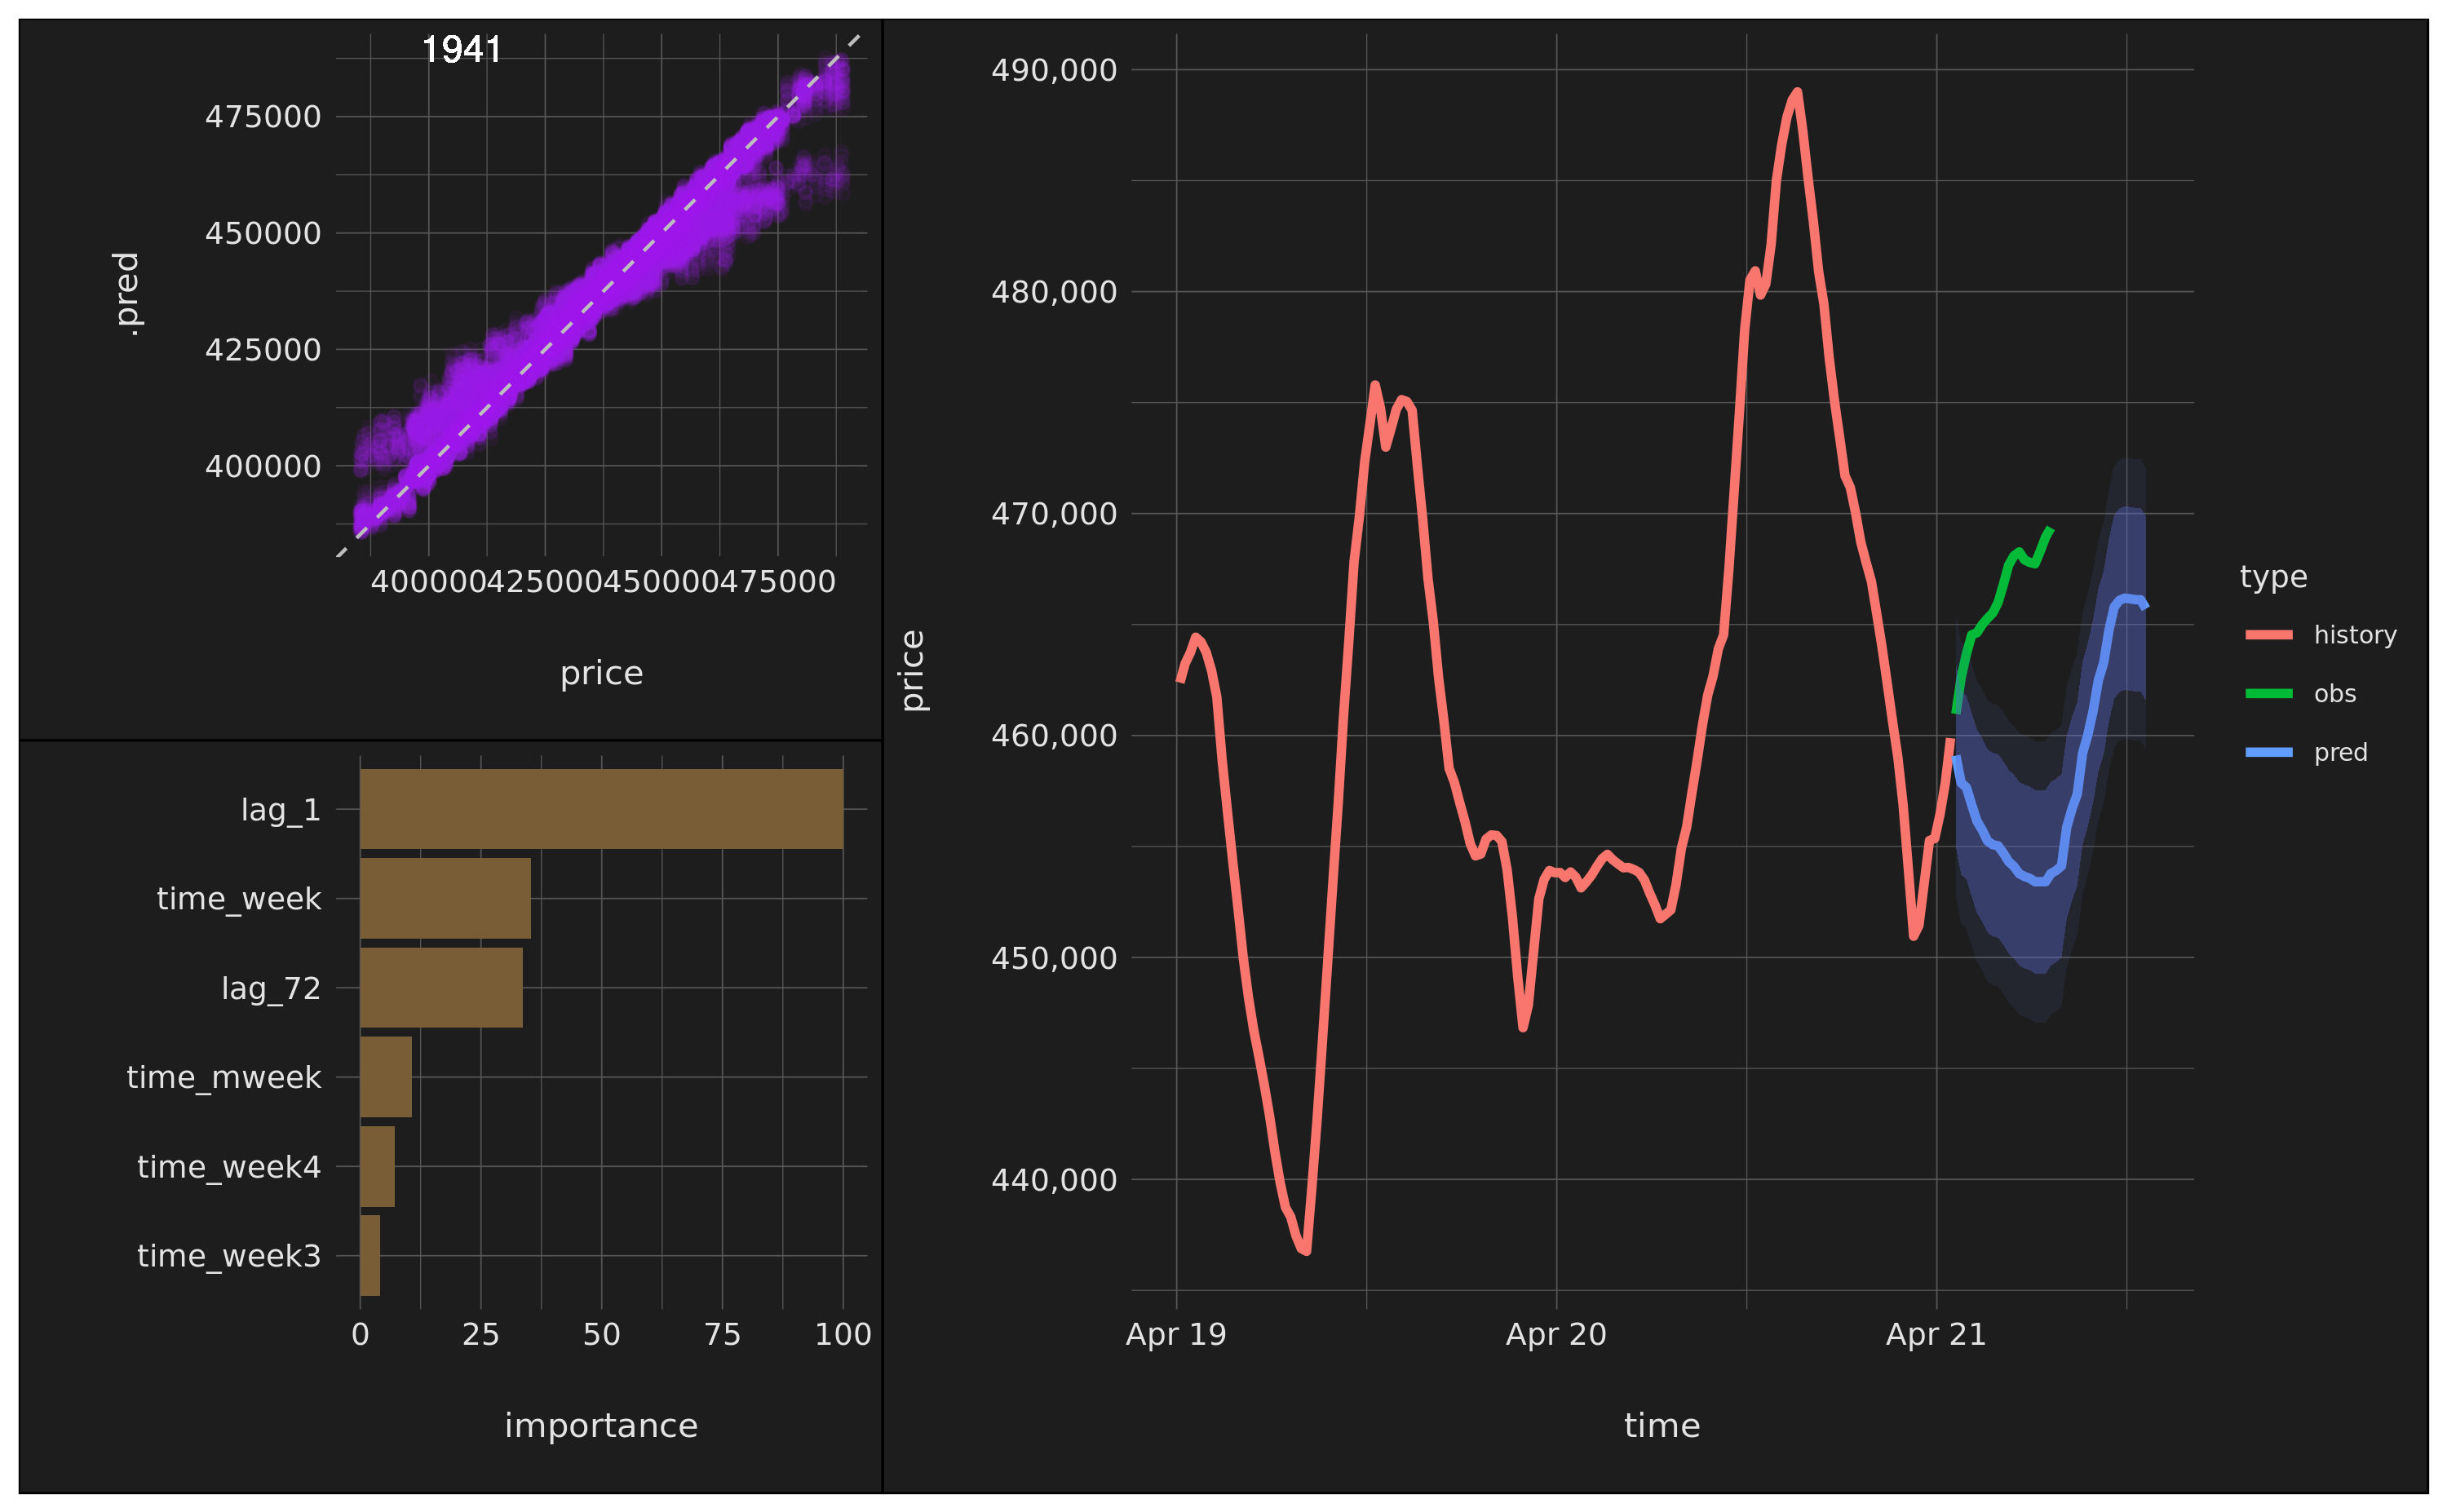 1941
475000
450000
425000
400000
.pred
400000425000450000475000
price
lag_1
time_week
lag_72
time_mweek
time_week4
time_week3
0 25 50 75 100
importance
490,000
480,000
470,000
460,000
450,000
440,000
price
Apr 19 Apr 20 Apr 21
time
type
history
obs
pred